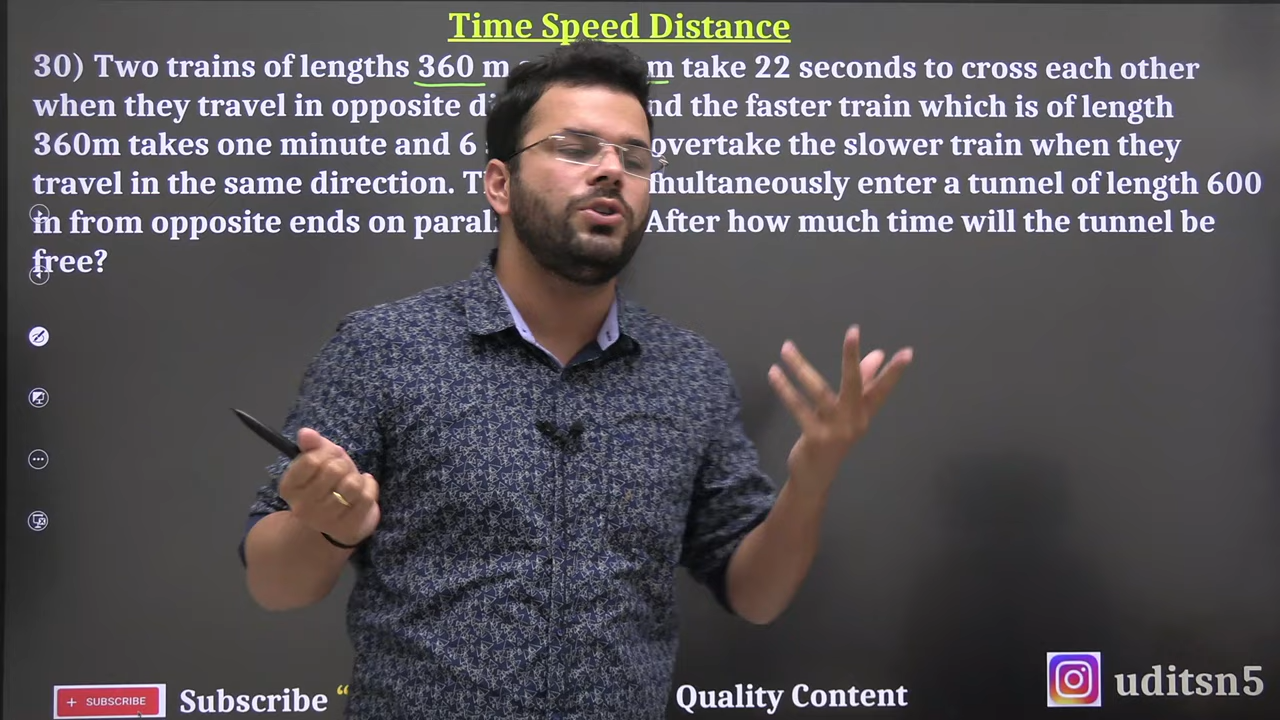 Time Speed Distance
30) Two trains of lengths 360 m m take 22 seconds to cross each other
when they travel in opposite the faster train which is of length
360m takes one minute and 6 overtake the slower train when they
travel in the same direction. enter a tunnel of length 600
m from opposite ends on After how much time will the tunnel be
free?
+ SUBSCRIBE Subscribe “ Quality Content
uditsn5